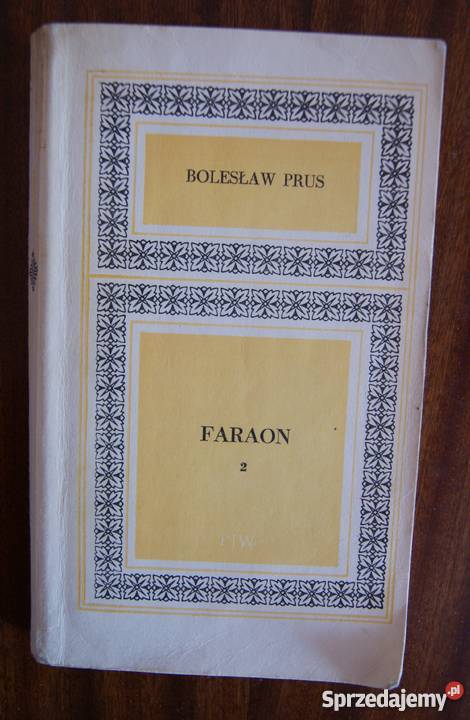 BOLESŁAW PRUS
FARAON
2
PIW
Sprzedajemy.pl